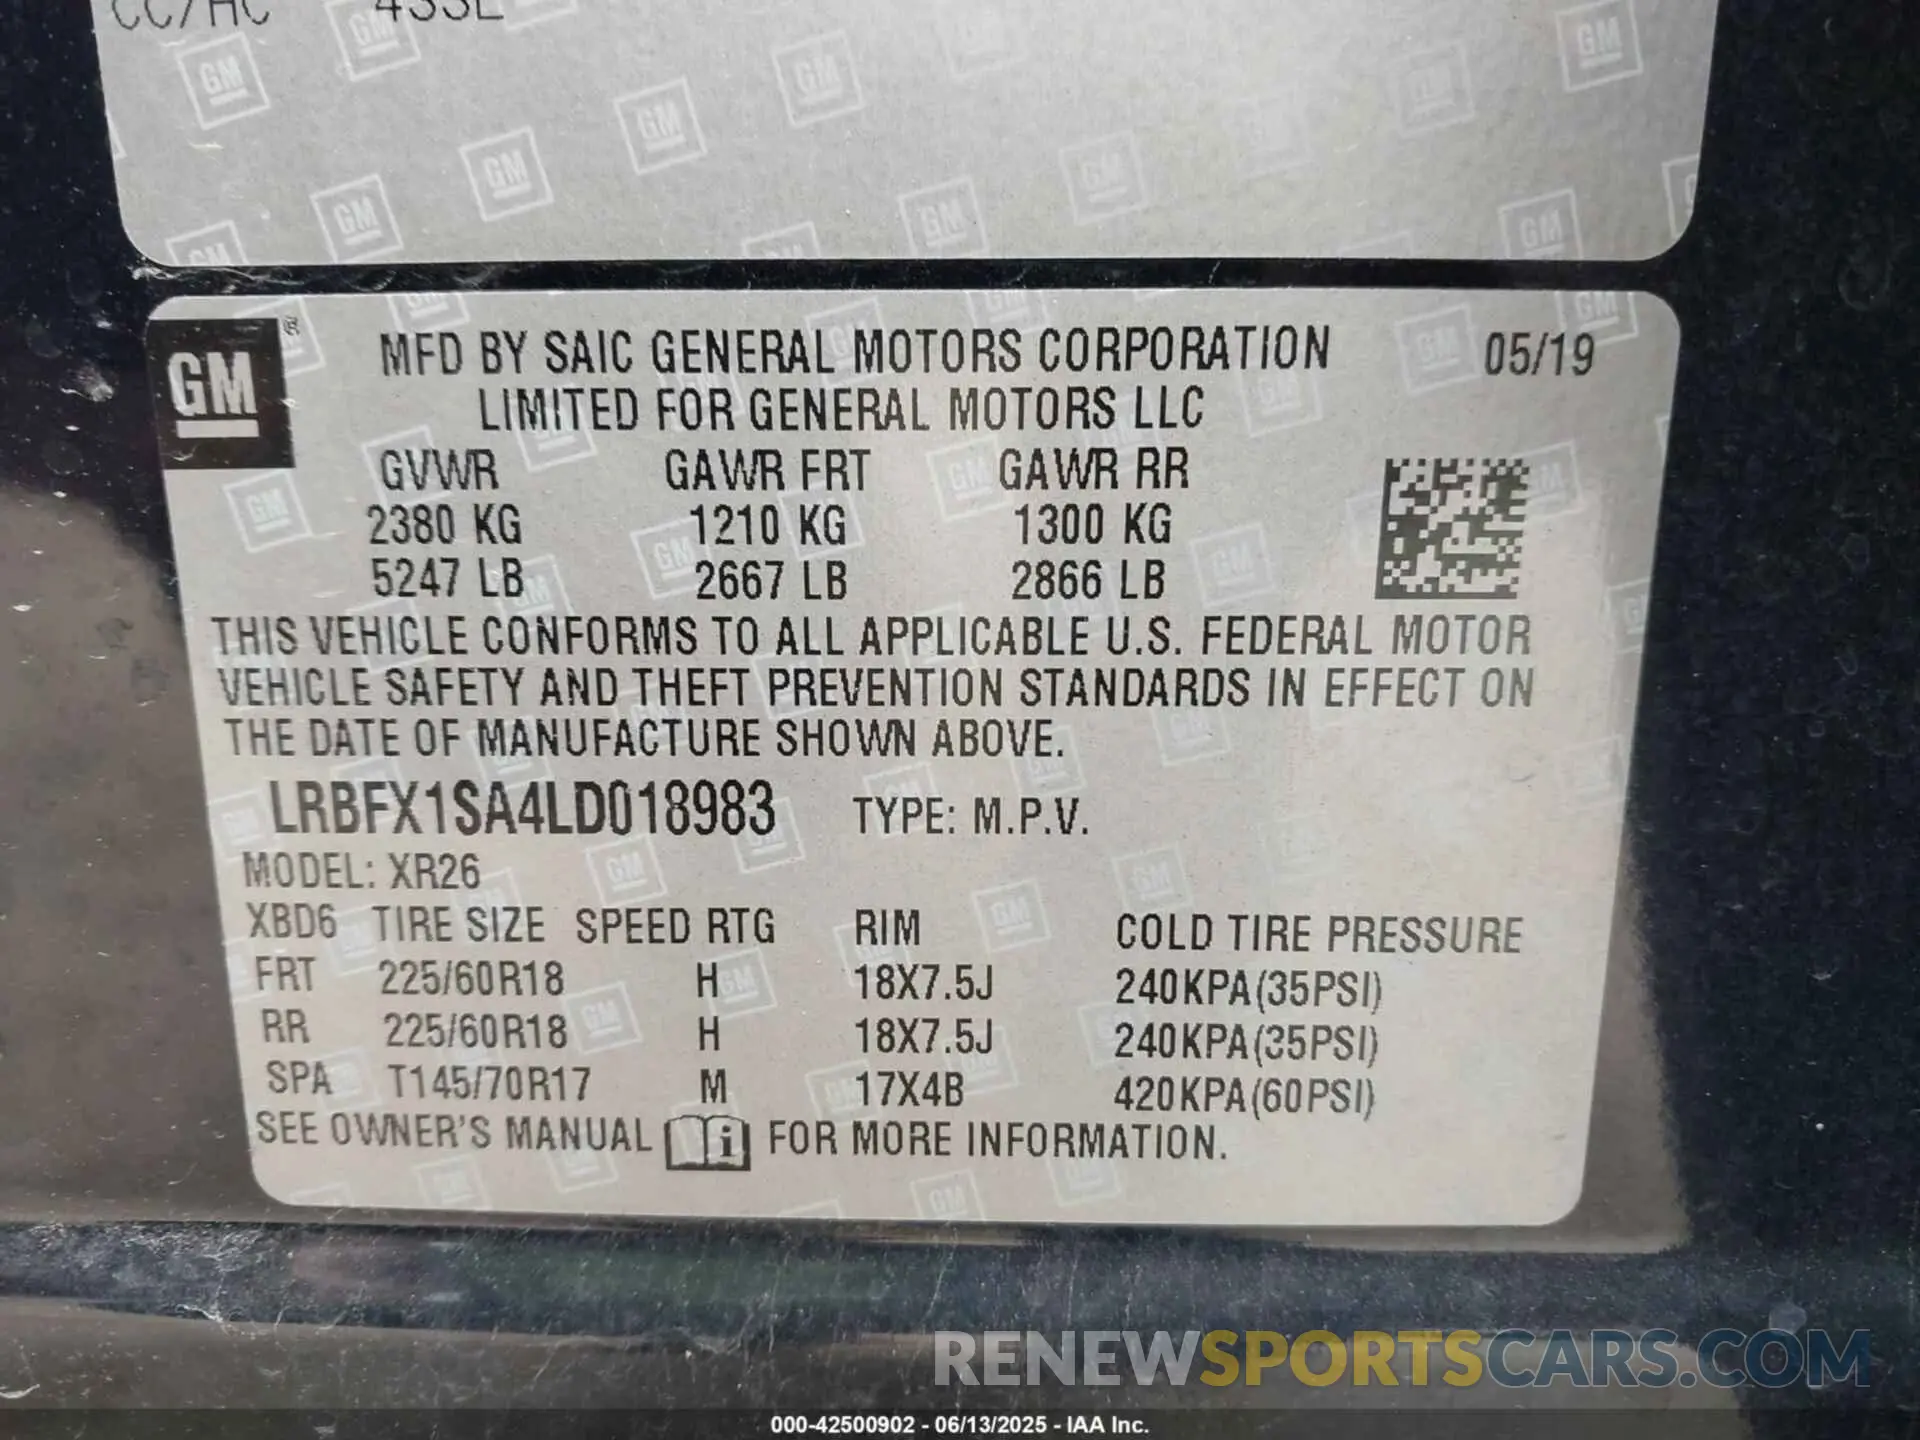 CC/HC 433E
GM
MFD BY SAIC GENERAL MOTORS CORPORATION 05/19
LIMITED FOR GENERAL MOTORS LLC
GVWR GAWR FRT GAWR RR
2380 KG 1210 KG 1300 KG
5247 LB 2667 LB 2866 LB
THIS VEHICLE CONFORMS TO ALL APPLICABLE U.S. FEDERAL MOTOR
VEHICLE SAFETY AND THEFT PREVENTION STANDARDS IN EFFECT ON
THE DATE OF MANUFACTURE SHOWN ABOVE.
LRBFX1SA4LD018983 TYPE: M.P.V.
MODEL: XR26
XBD6 TIRE SIZE SPEED RTG RIM COLD TIRE PRESSURE
FRT 225/60R18 H 18X7.5J 240KPA(35PSI)
RR 225/60R18 H 18X7.5J 240KPA(35PSI)
SPA T145/70R17 M 17X4B 420KPA(60PSI)
SEE OWNER'S MANUAL i FOR MORE INFORMATION.
RENEWSPORTSCARS.COM
000-42500902 - 06/13/2025 - IAA Inc.